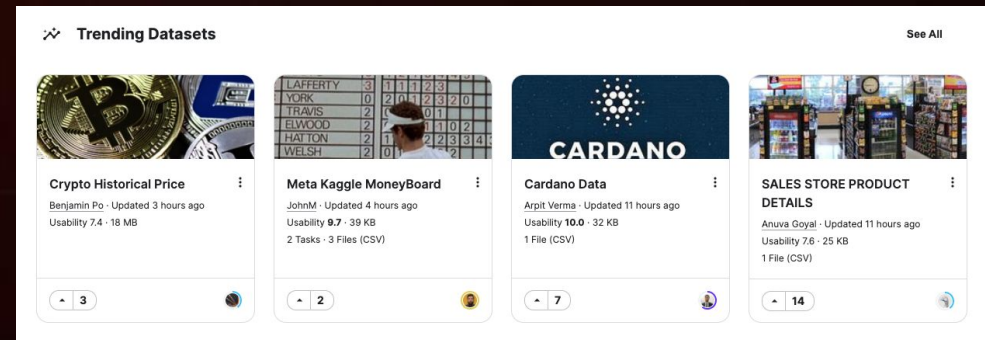 Trending Datasets
See All
LAFFERTY
YORK
TRAVIS
ELWOOD
HATTON
WELSH
CARDANO
Crypto Historical Price
Benjamin Po · Updated 3 hours ago
Usability 7.4 · 18 MB
3
Meta Kaggle MoneyBoard
JohnM · Updated 4 hours ago
Usability 9.7 · 39 KB
2 Tasks · 3 Files (CSV)
2
Cardano Data
Arpit Verma · Updated 11 hours ago
Usability 10.0 · 32 KB
1 File (CSV)
7
SALES STORE PRODUCT
DETAILS
Anuva Goyal · Updated 11 hours ago
Usability 7.6 · 25 KB
1 File (CSV)
14